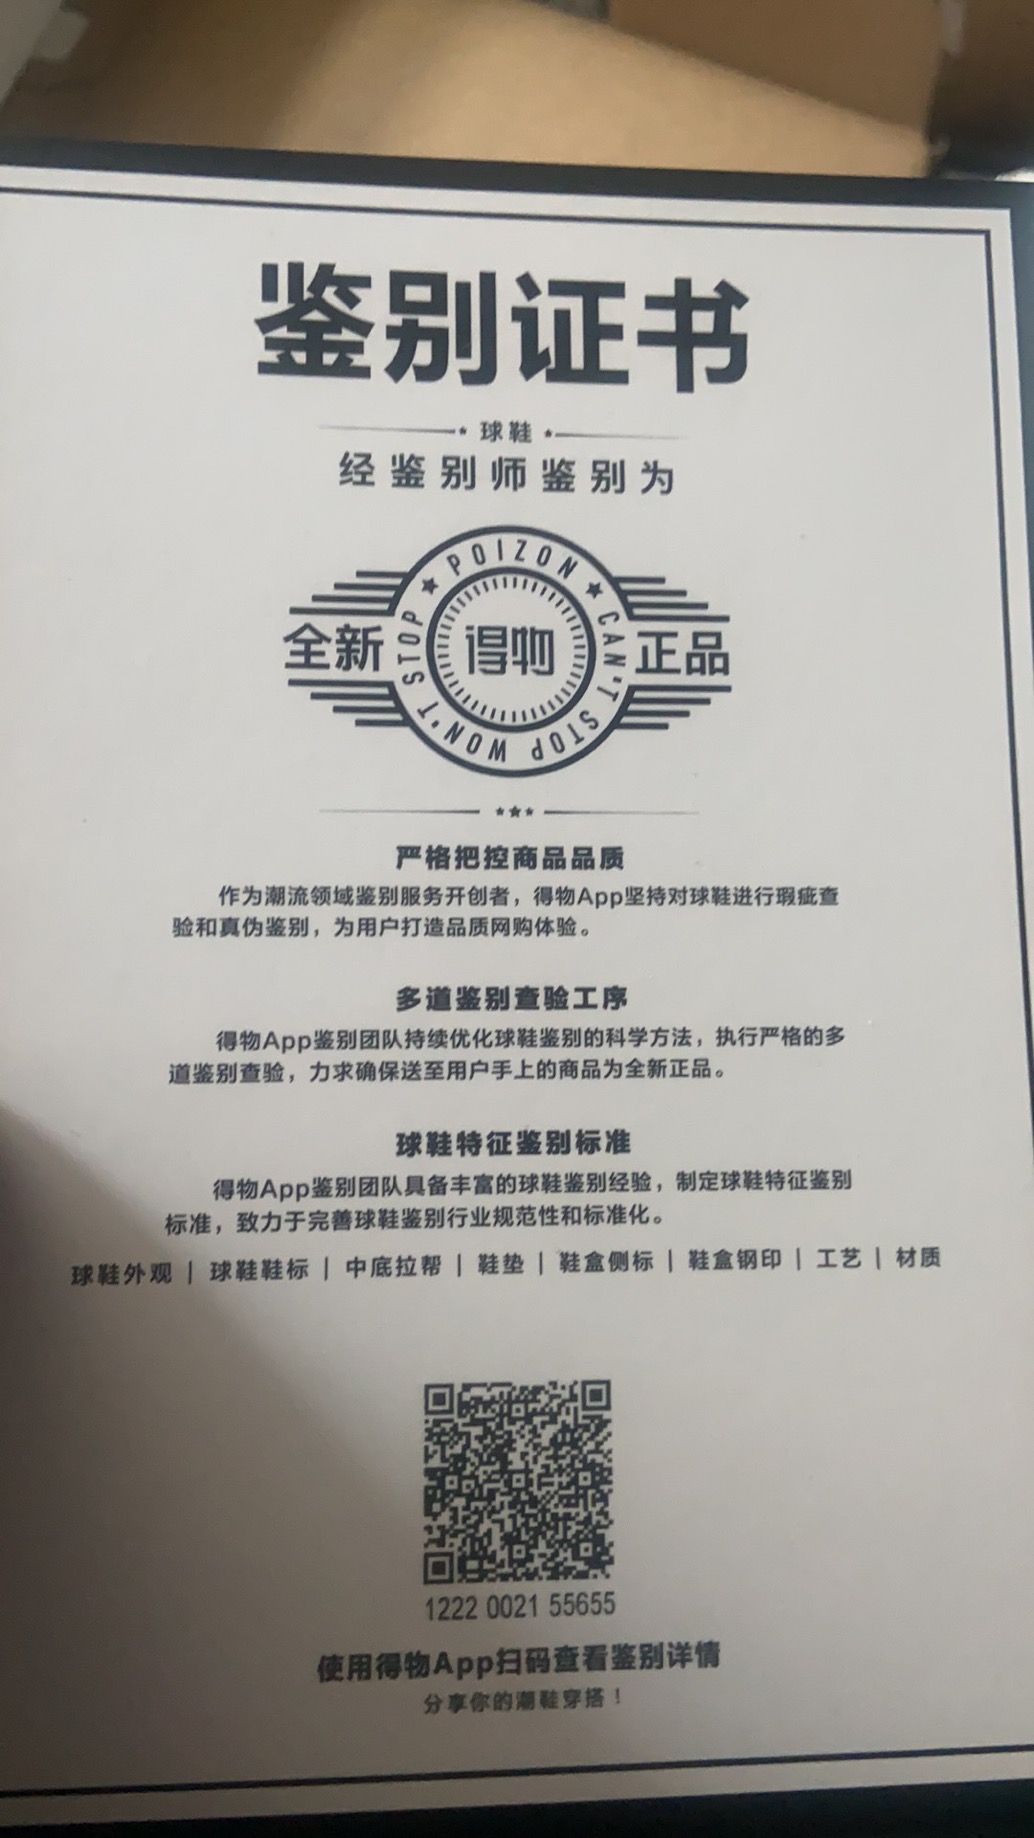 鉴别证书
球鞋
经鉴别师鉴别为
POIZON
CAN'T STOP WON'T STOP
全新 得物 正品
严格把控商品品质
作为潮流领域鉴别服务开创者，得物App坚持对球鞋进行瑕疵查
验和真伪鉴别，为用户打造品质网购体验。
多道鉴别查验工序
得物App鉴别团队持续优化球鞋鉴别的科学方法，执行严格的多
道鉴别查验，力求确保送至用户手上的商品为全新正品。
球鞋特征鉴别标准
得物App鉴别团队具备丰富的球鞋鉴别经验，制定球鞋特征鉴别
标准，致力于完善球鞋鉴别行业规范性和标准化。
球鞋外观 | 球鞋鞋标 | 中底拉帮 | 鞋垫 | 鞋盒侧标 | 鞋盒钢印 | 工艺 | 材质
1222 0021 55655
使用得物App扫码查看鉴别详情
分享你的潮鞋穿搭！